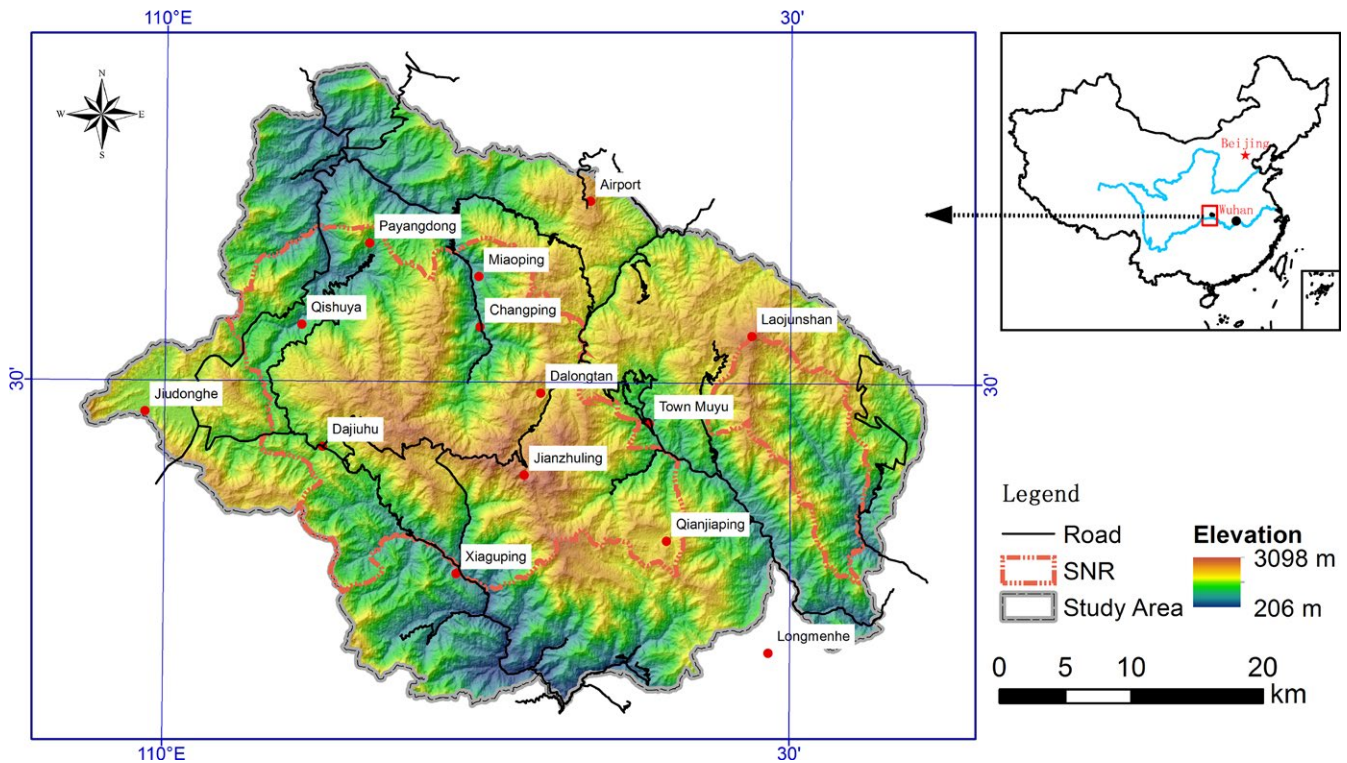 110°E
30'
N
W
E
S
Beijing
Wuhan
Airport
Payangdong
Miaoping
Qishuya
Changping
Laojunshan
30'
30'
Dalongtan
Jiudonghe
Town Muyu
Dajiuhu
Jianzhuling
Qianjiaping
Xiaguping
Longmenhe
Legend
Road
SNR
Study Area
Elevation
3098 m
206 m
0 5 10 20
km
110°E
30'